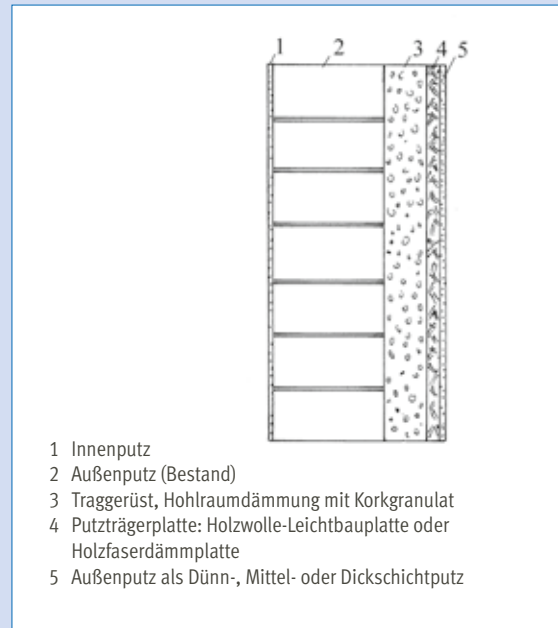 1 2 3 4 5
1 Innenputz
2 Außenputz (Bestand)
3 Traggerüst, Hohlraumdämmung mit Korkgranulat
4 Putzträgerplatte: Holzwolle-Leichtbauplatte oder
Holzfaserdämmplatte
5 Außenputz als Dünn-, Mittel- oder Dickschichtputz